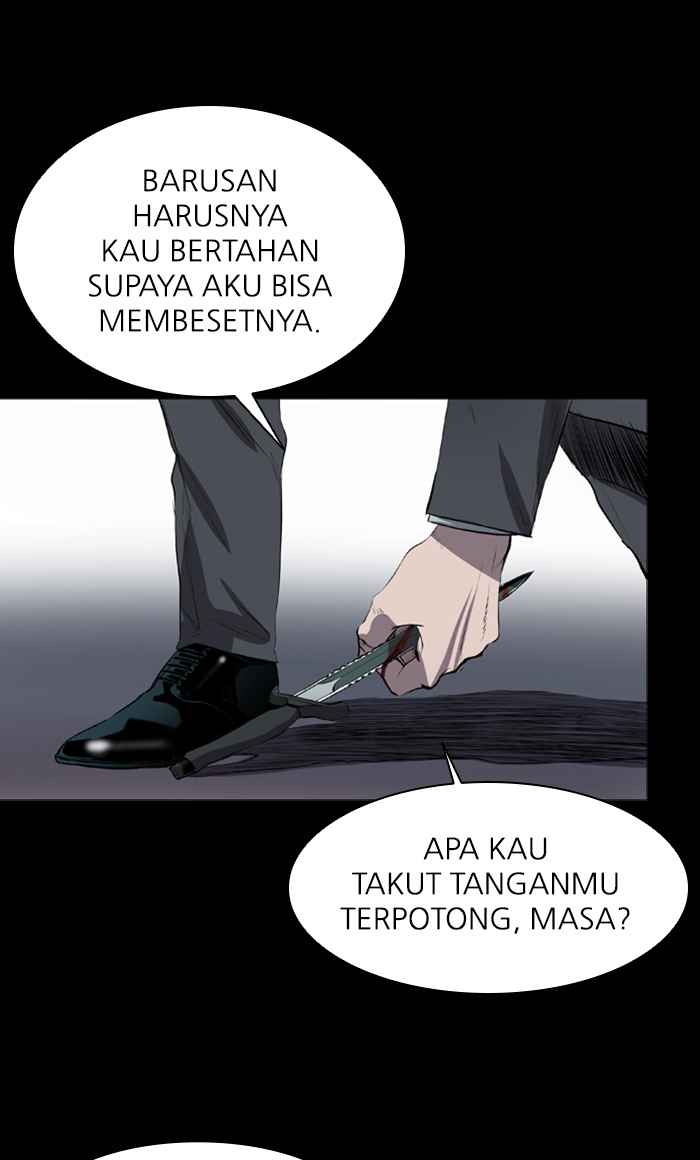 BARUSAN
HARUSNYA
KAU BERTAHAN
SUPAYA AKU BISA
MEMBESETNYA.
APA KAU
TAKUT TANGANMU
TERPOTONG, MASA?